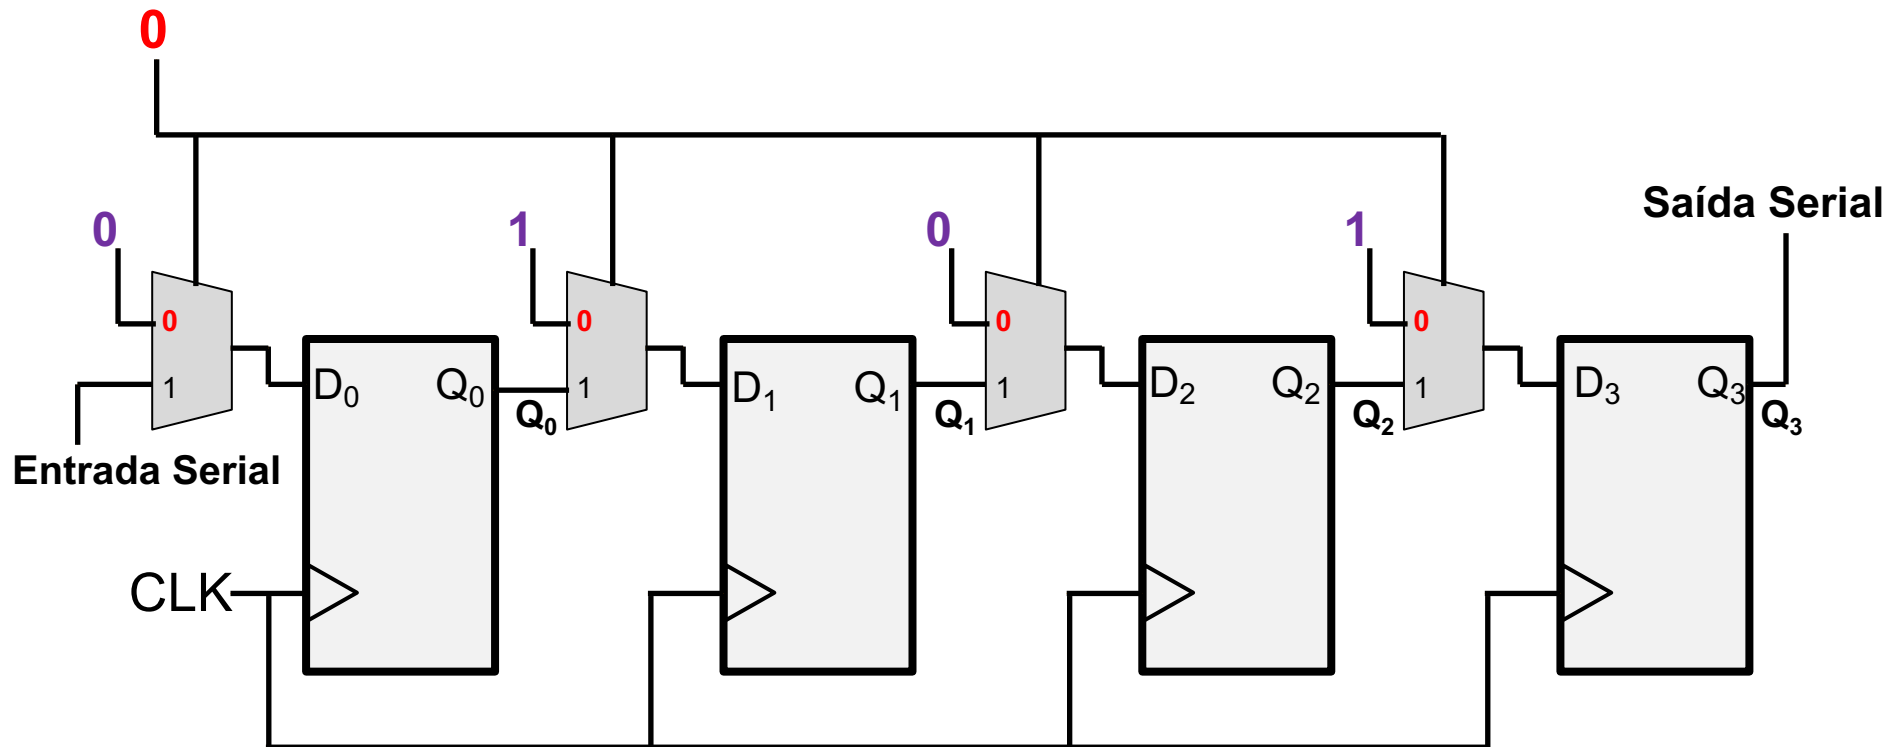 0
0 1 0 1 Saída Serial
0 0 0 0
1 D₀ Q₀ Q₀ 1 D₁ Q₁ Q₁ 1 D₂ Q₂ Q₂ 1 D₃ Q₃ Q₃
Entrada Serial
CLK